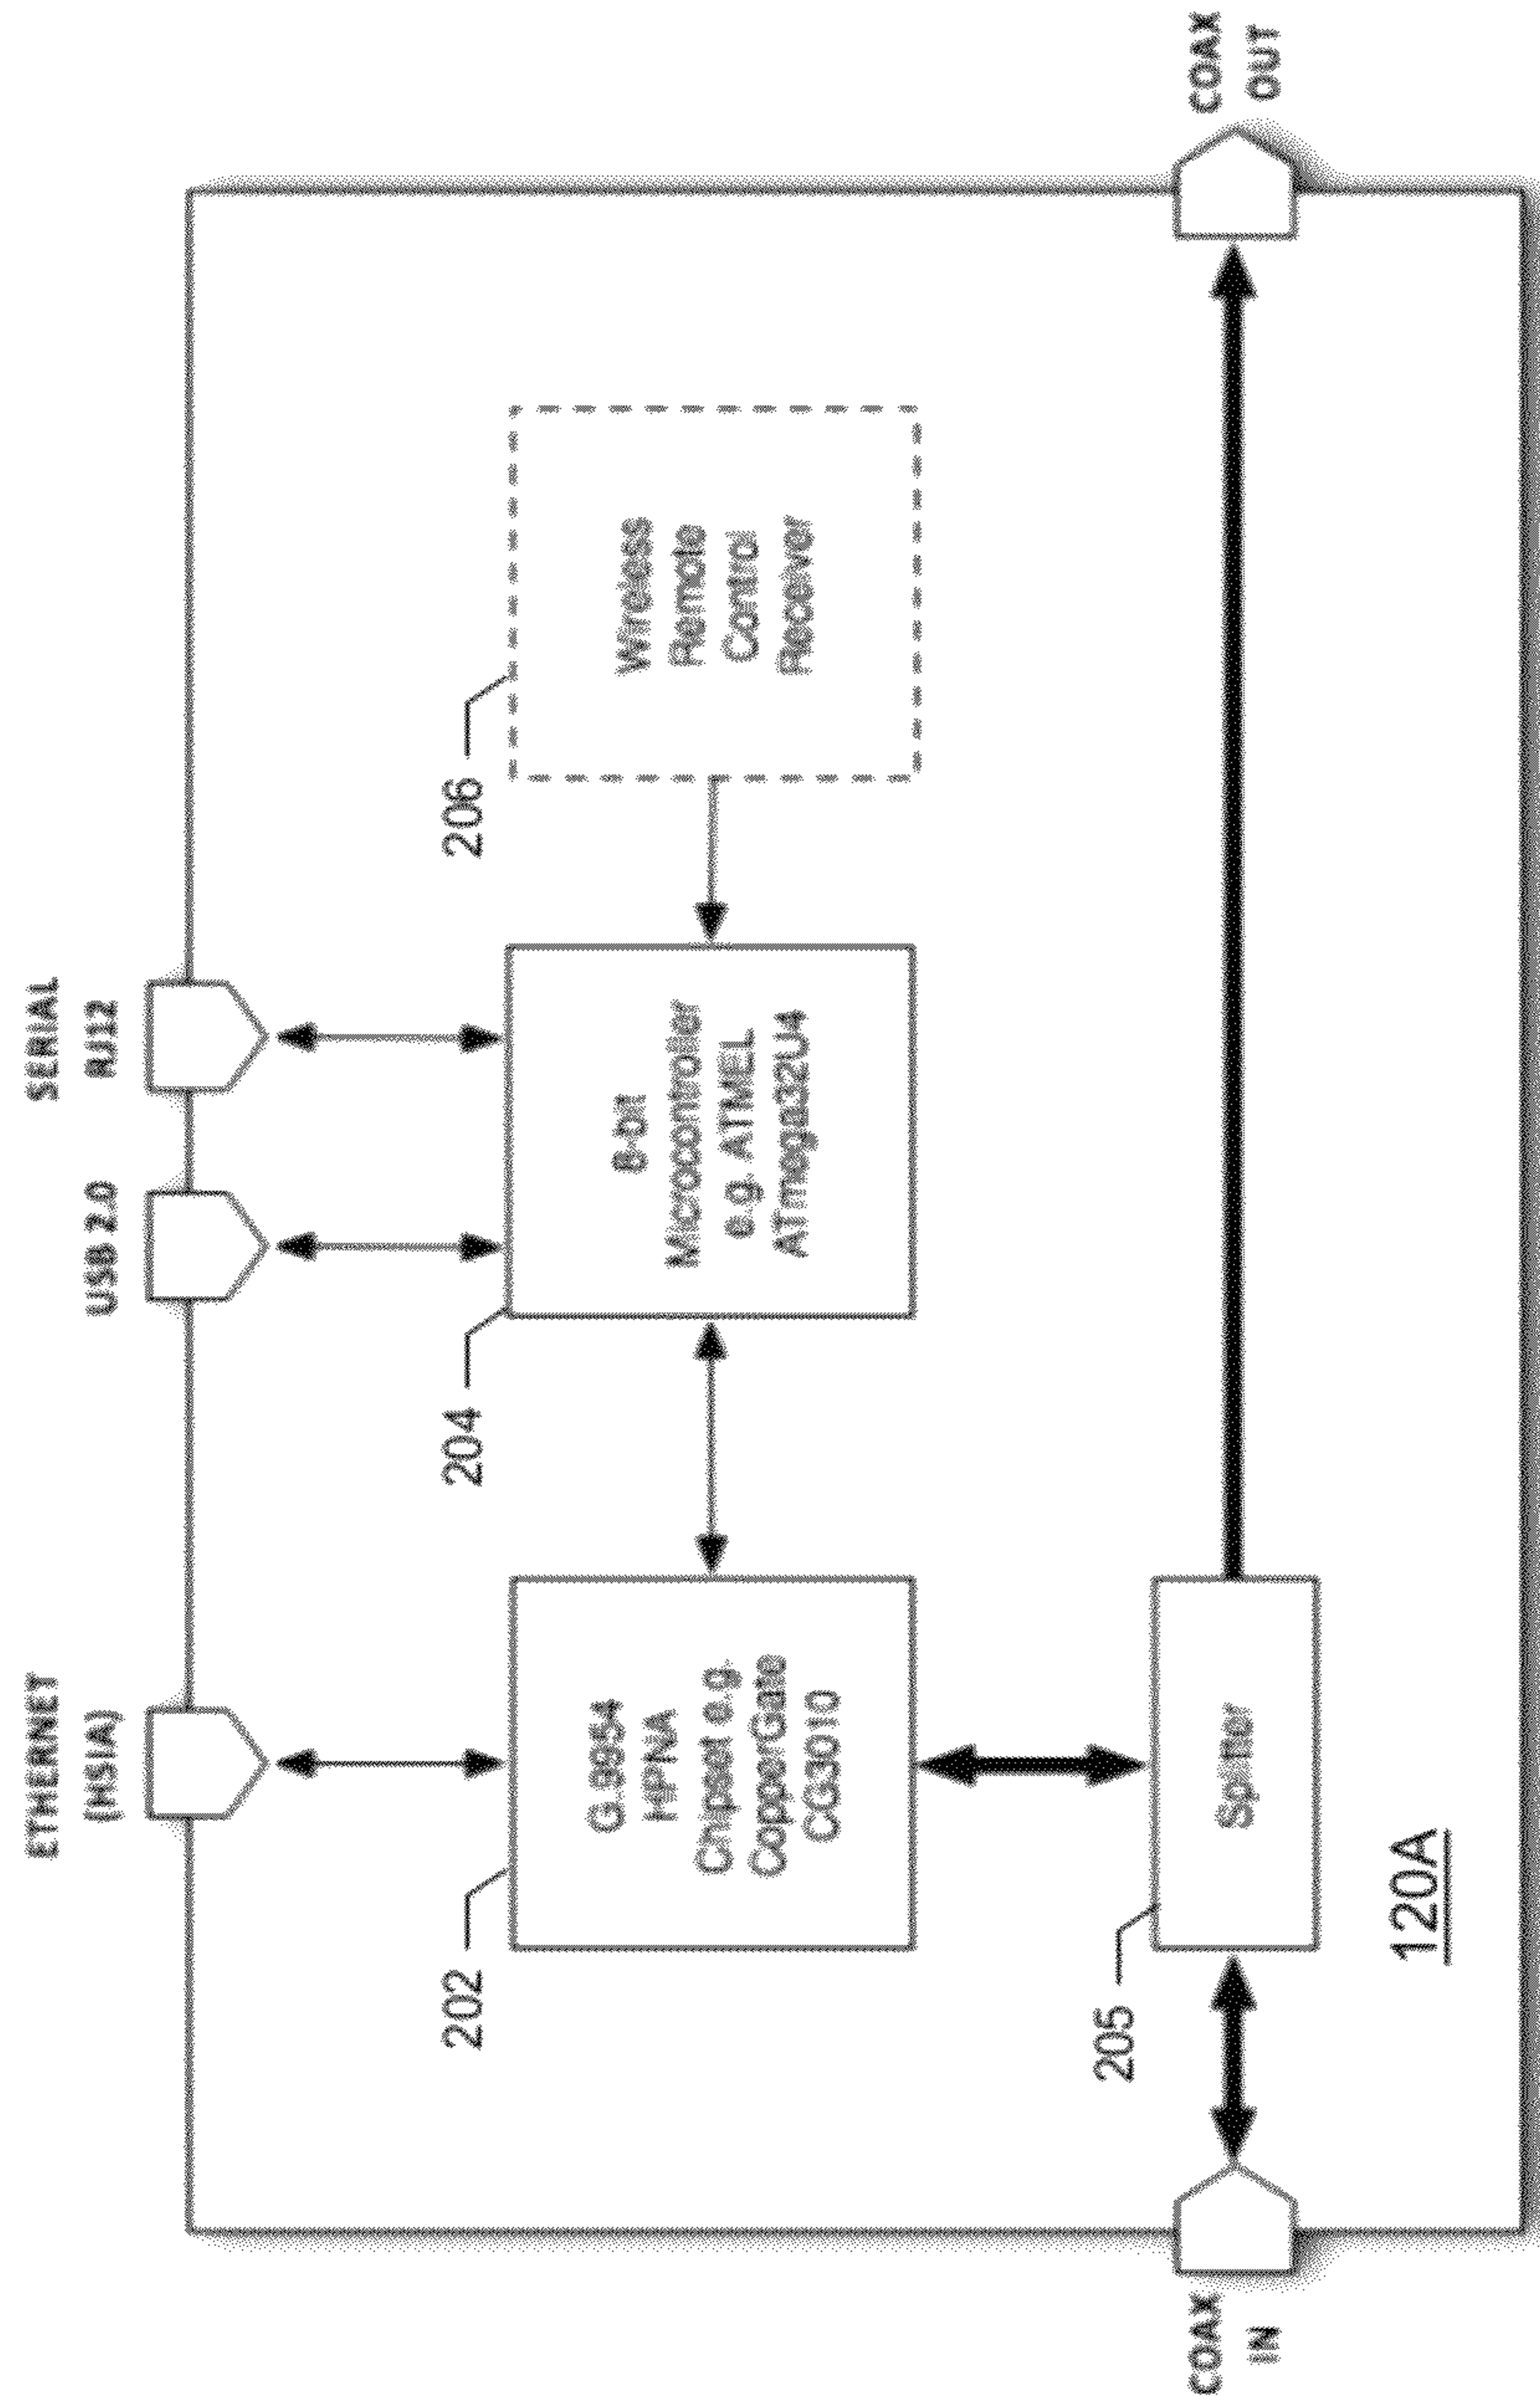 ETHERNET
(HSIA)
USB 2.0
SERIAL
RJ12
202
204
206
G.9954
HPNA
Chipset e.g.
CopperGate
CG3010
8-bit
Microcontroller
e.g. ATMEL
ATmega32U4
Wireless
Remote
Control
Receiver
205
Splitter
COAX
IN
COAX
OUT
120A